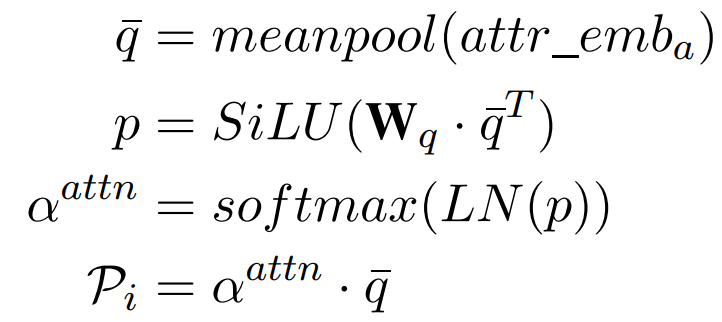 q̄ = meanpool(attr_emb_a)
p = SiLU(W_q · q̄^T)
α^{attn} = softmax(LN(p))
𝒫_i = α^{attn} · q̄